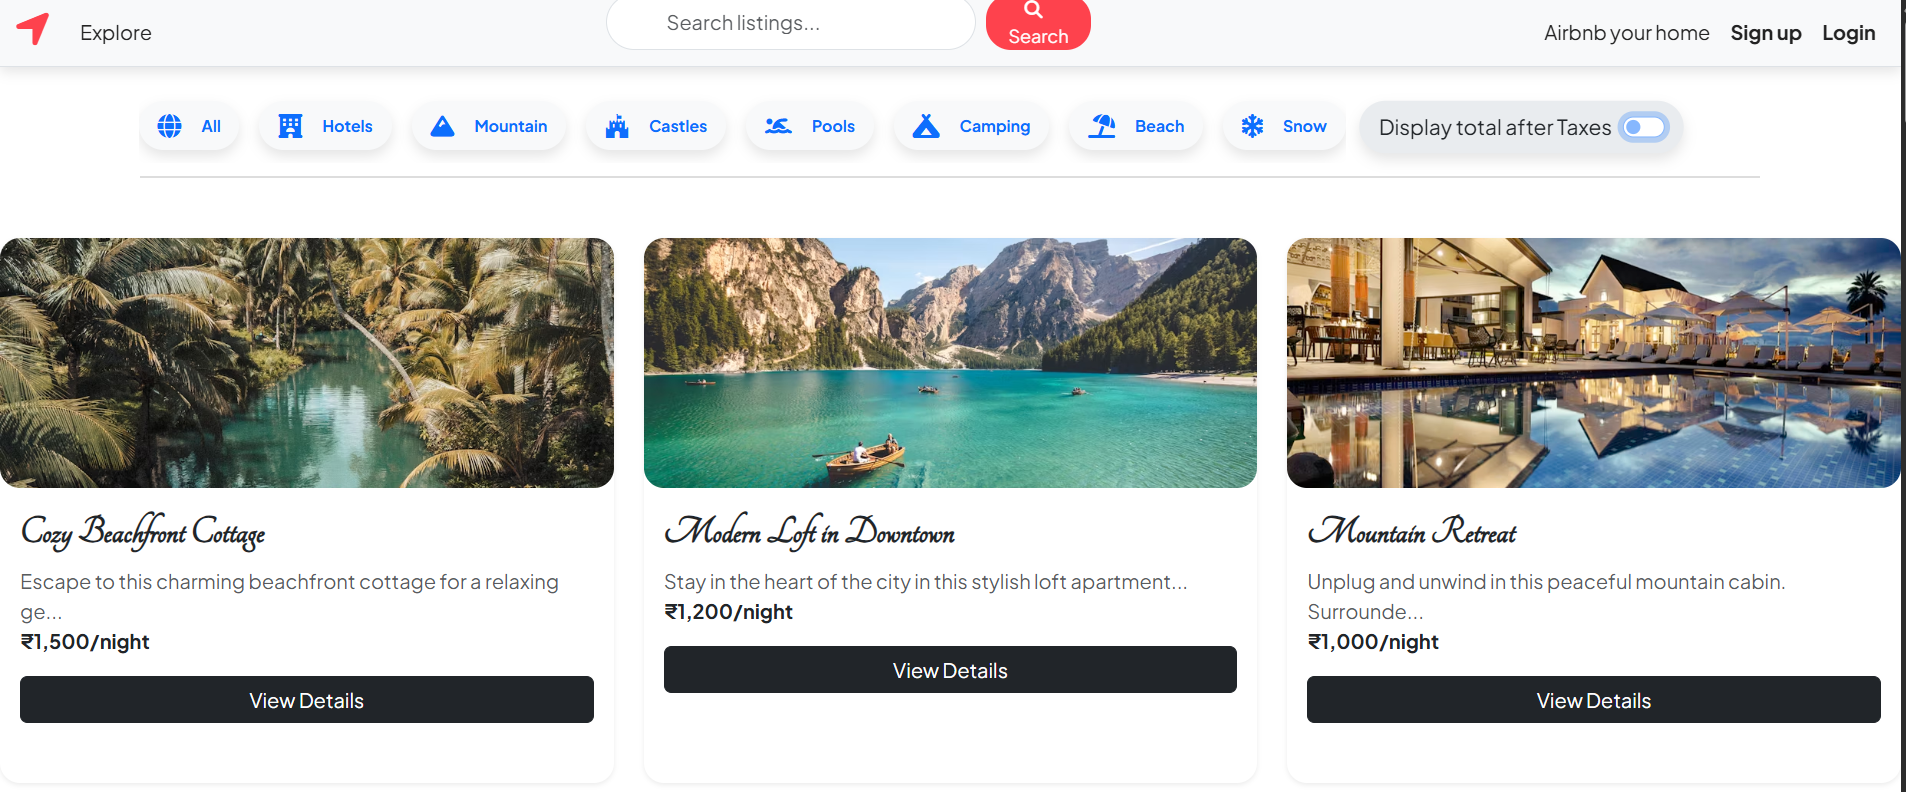 Explore
Search listings...
Search
Airbnb your home
Sign up
Login
All
Hotels
Mountain
Castles
Pools
Camping
Beach
Snow
Display total after Taxes
Cozy Beachfront Cottage
Escape to this charming beachfront cottage for a relaxing
ge...
₹1,500/night
View Details
Modern Loft in Downtown
Stay in the heart of the city in this stylish loft apartment...
₹1,200/night
View Details
Mountain Retreat
Unplug and unwind in this peaceful mountain cabin.
Surrounde...
₹1,000/night
View Details